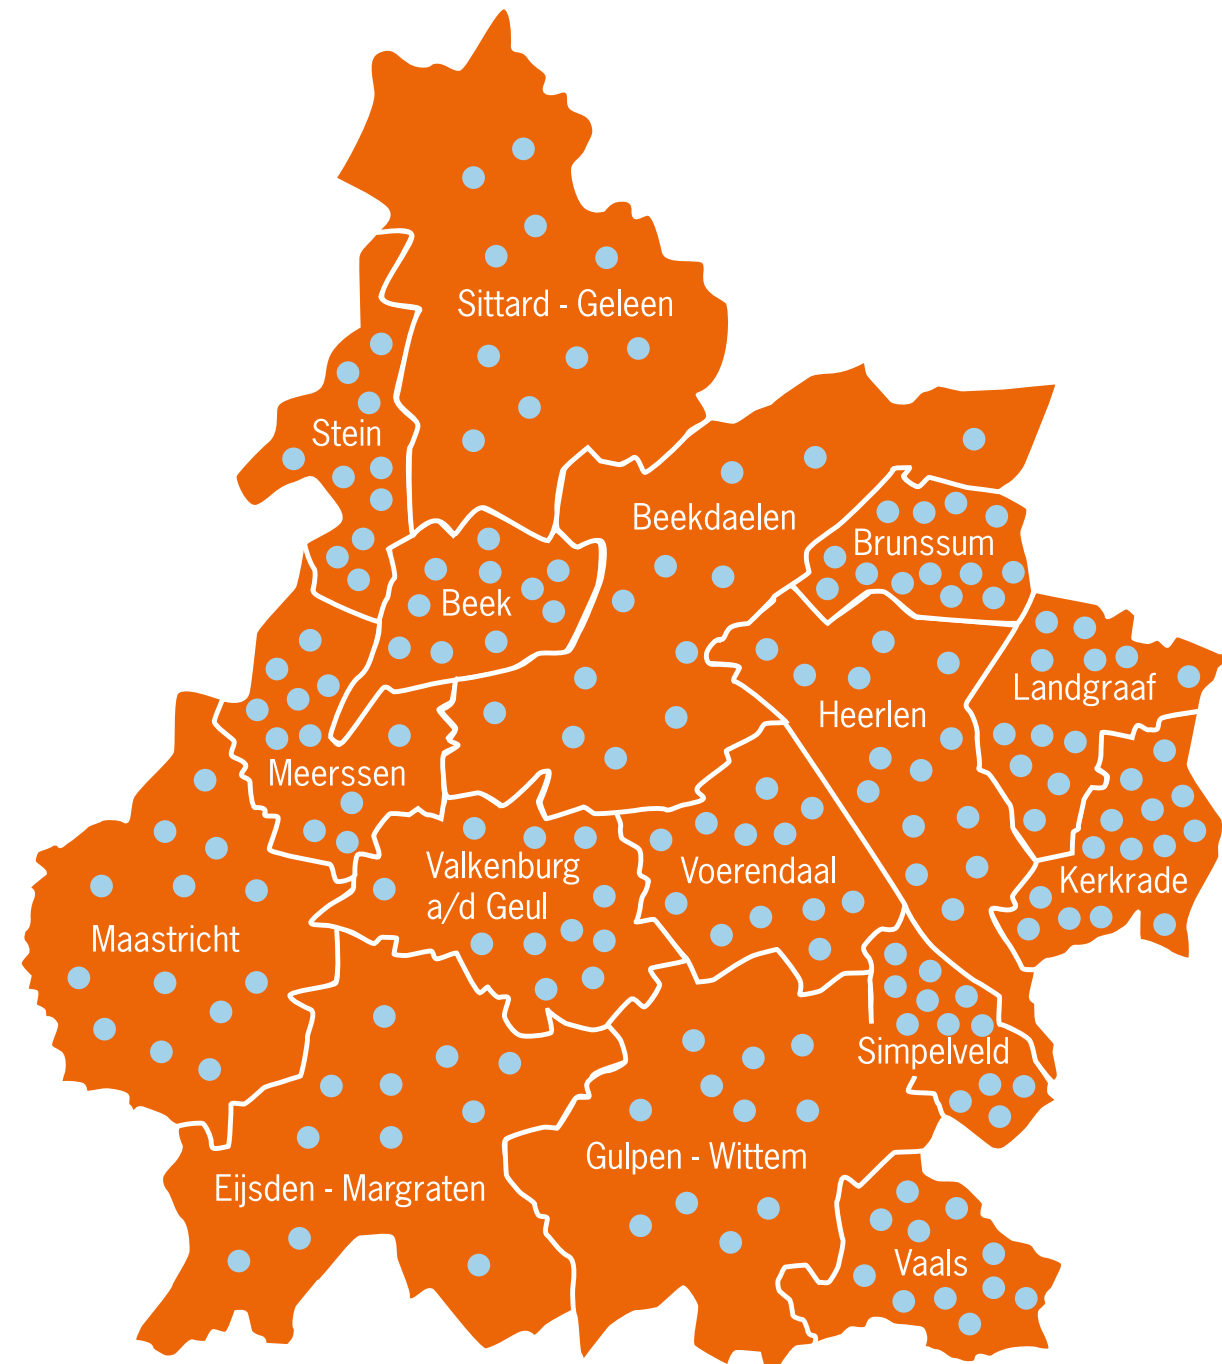 Sittard - Geleen
Stein
Beekdaelen
Brunssum
Beek
Landgraaf
Heerlen
Meerssen
Valkenburg
a/d Geul
Voerendaal
Kerkrade
Maastricht
Simpelveld
Gulpen - Wittem
Eijsden - Margraten
Vaals